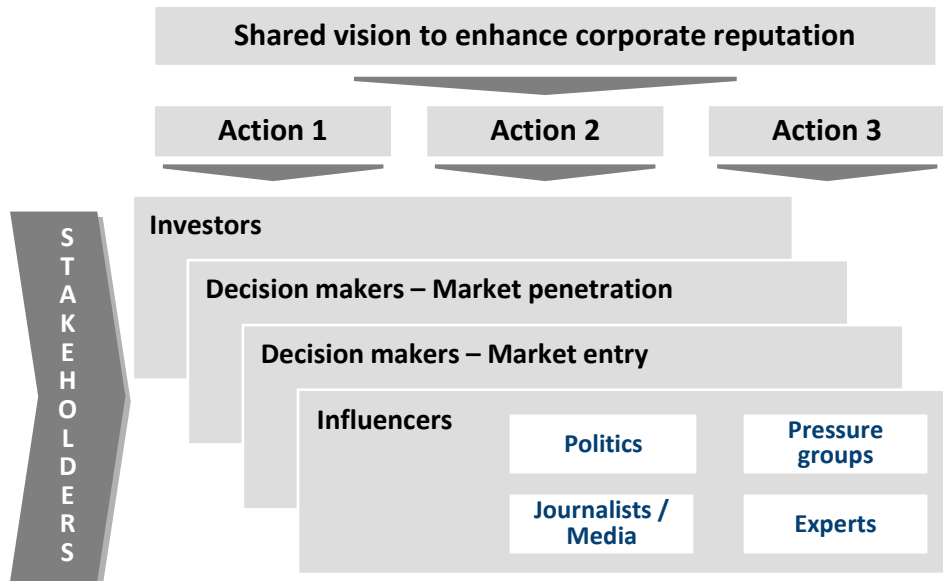 Shared vision to enhance corporate reputation
Action 1
Action 2
Action 3
STAKEHOLDERS
Investors
Decision makers – Market penetration
Decision makers – Market entry
Influencers
Politics
Pressure
groups
Journalists /
Media
Experts